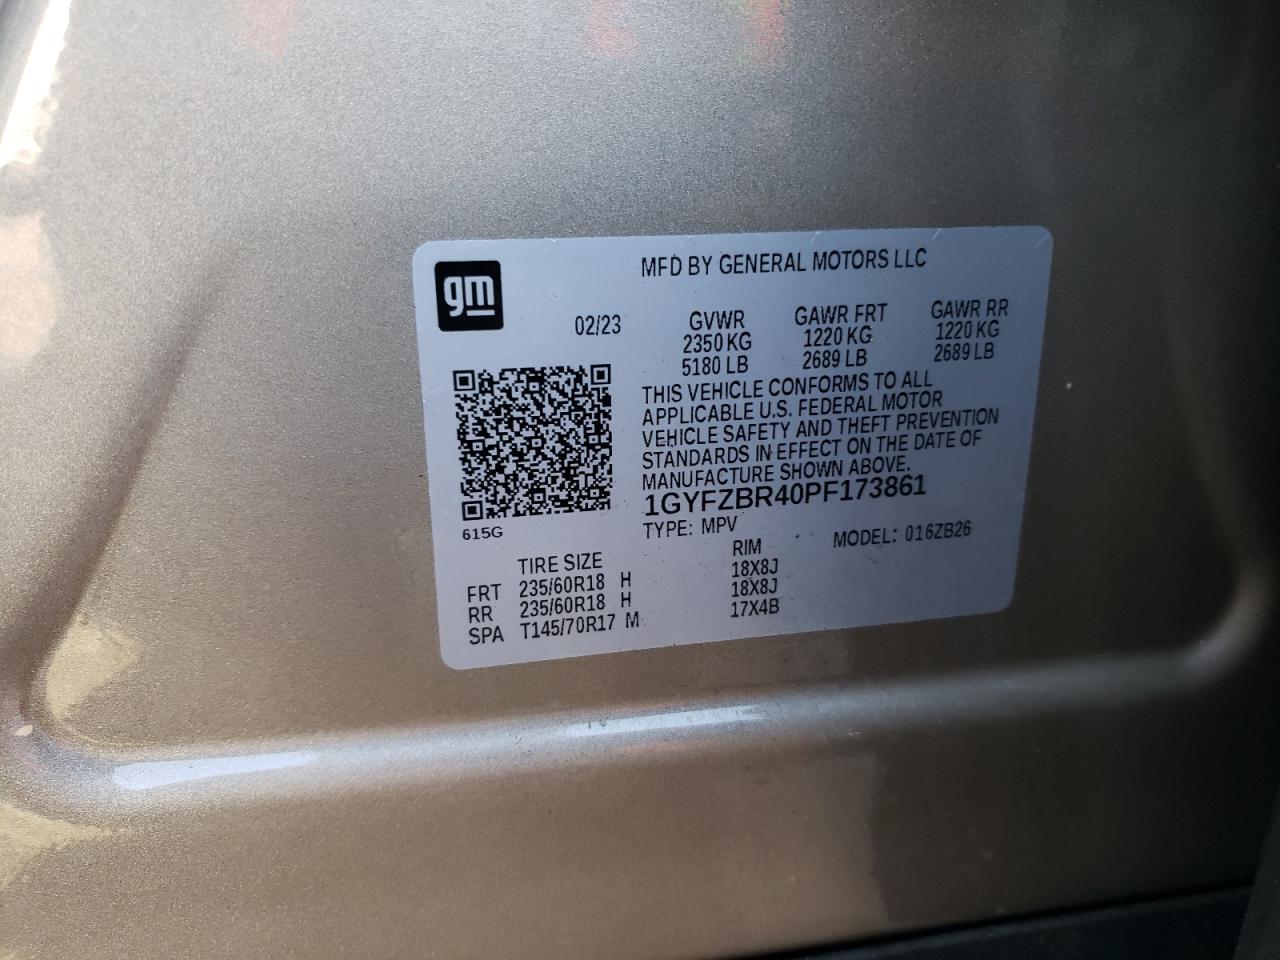 gm
MFD BY GENERAL MOTORS LLC
02/23
GVWR GAWR FRT GAWR RR
2350 KG 1220 KG 1220 KG
5180 LB 2689 LB 2689 LB
THIS VEHICLE CONFORMS TO ALL
APPLICABLE U.S. FEDERAL MOTOR
VEHICLE SAFETY AND THEFT PREVENTION
STANDARDS IN EFFECT ON THE DATE OF
MANUFACTURE SHOWN ABOVE.
1GYFZBR40PF173861
615G
TYPE: MPV MODEL: 016ZB26
TIRE SIZE RIM
FRT 235/60R18 H 18X8J
RR 235/60R18 H 18X8J
SPA T145/70R17 M 17X4B